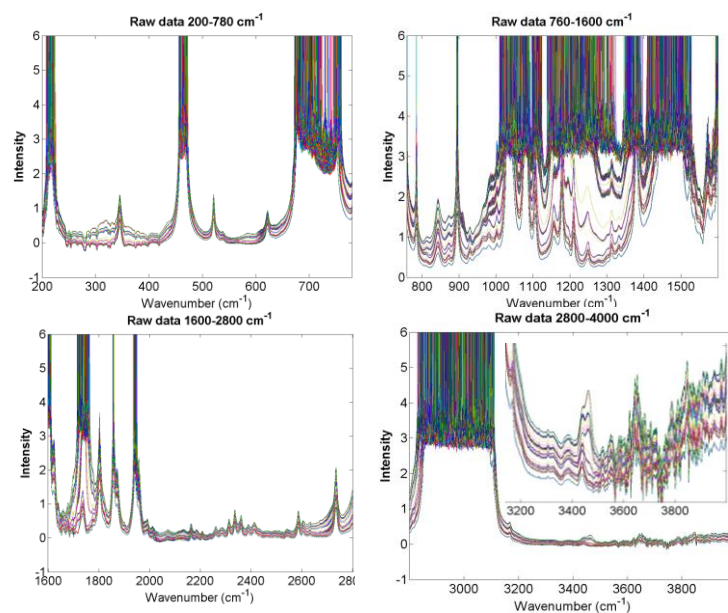 Raw data 200-780 cm⁻¹
6
5
4
3
2
1
0
-1
Intensity
200 300 400 500 600 700
Wavenumber (cm⁻¹)
Raw data 760-1600 cm⁻¹
6
5
4
3
2
1
0
Intensity
800 900 1000 1100 1200 1300 1400 1500
Wavenumber (cm⁻¹)
Raw data 1600-2800 cm⁻¹
6
5
4
3
2
1
0
-1
Intensity
1600 1800 2000 2200 2400 2600 280
Wavenumber (cm⁻¹)
Raw data 2800-4000 cm⁻¹
6
5
4
3
2
1
0
-1
Intensity
3200 3400 3600 3800
3000 3200 3400 3600 3800
Wavenumber (cm⁻¹)